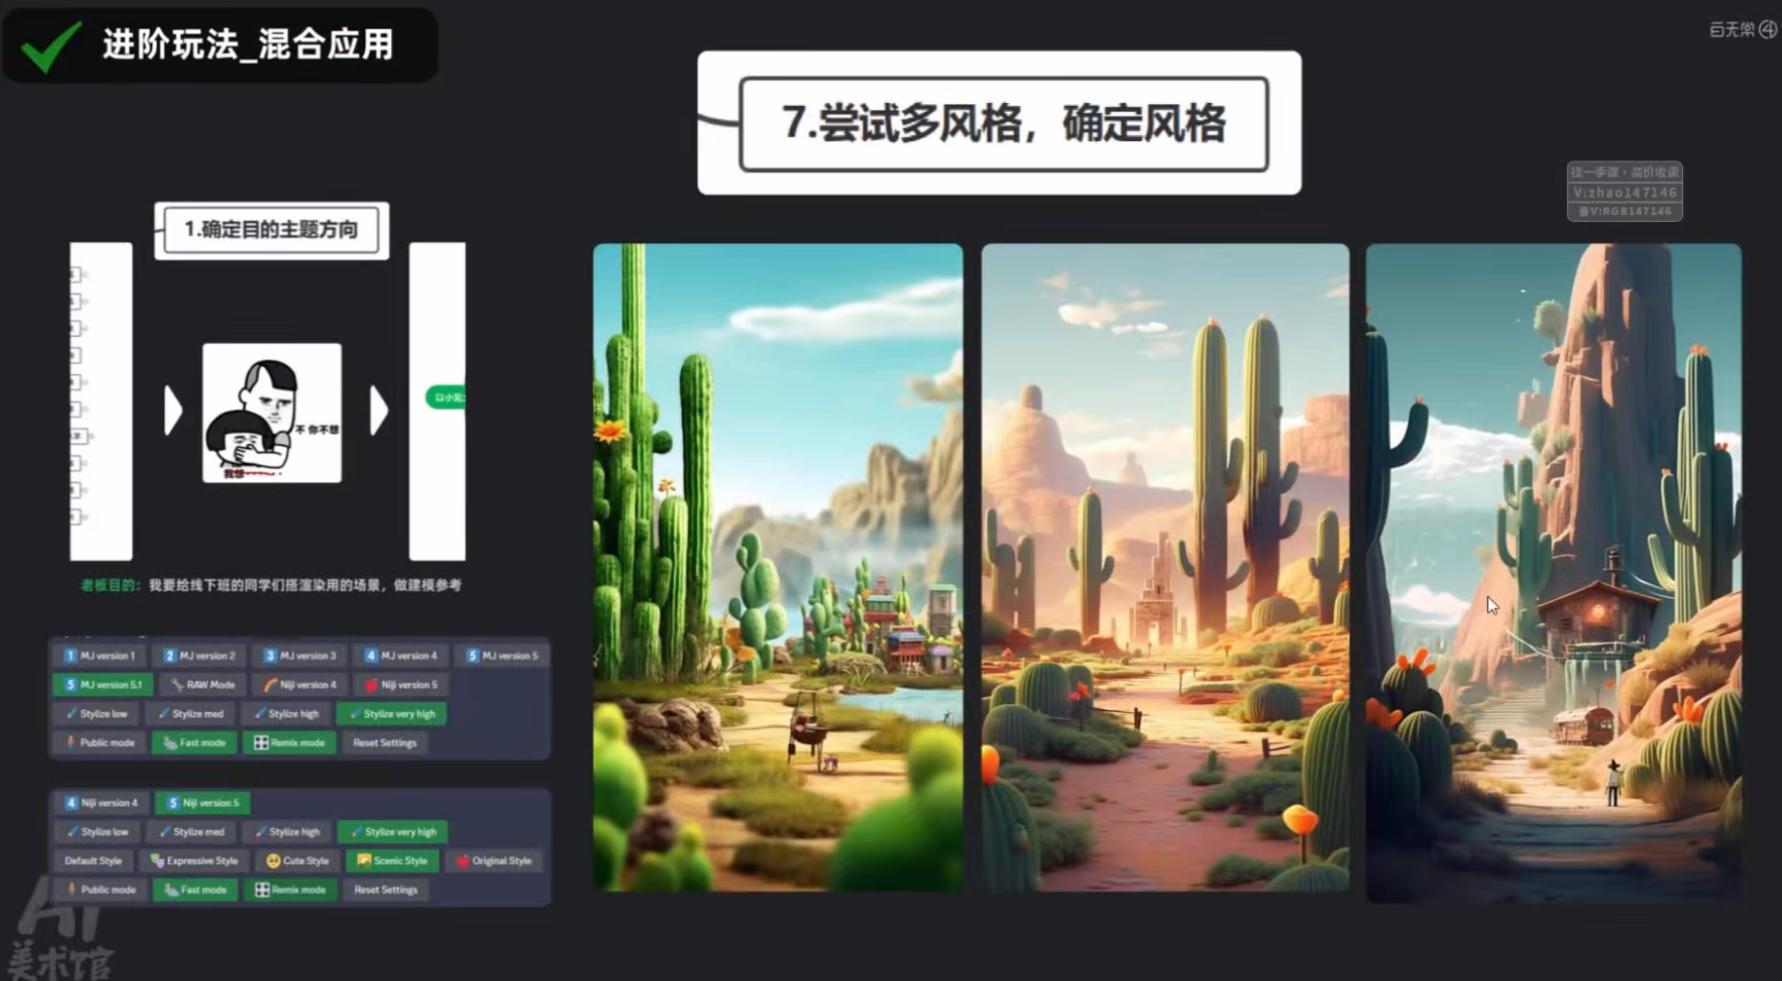 进阶玩法_混合应用
白无常④
7.尝试多风格，确定风格
找一手课·高价收课
V:zhao147146
备V:RGB147146
1.确定目的主题方向
不 你不想
我想
老板目的：我要给线下班的同学们搭渲染用的场景，做建模参考
1 MJ version 1
2 MJ version 2
3 MJ version 3
4 MJ version 4
5 MJ version 5
5 MJ version 5.1
RAW Mode
Niji version 4
Niji version 5
Stylize low
Stylize med
Stylize high
Stylize very high
Public mode
Fast mode
Remix mode
Reset Settings
4 Niji version 4
5 Niji version 5
Stylize low
Stylize med
Stylize high
Stylize very high
Default Style
Expressive Style
Cute Style
Scenic Style
Original Style
Public mode
Fast mode
Remix mode
Reset Settings
AI
美术馆